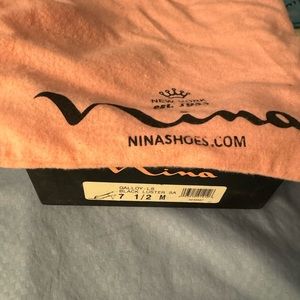 NEW YORK
est. 1953
Nina
NINASHOES.COM
Nina
GALLOY-LS
BLACK LUSTER SA
7 1/2 M